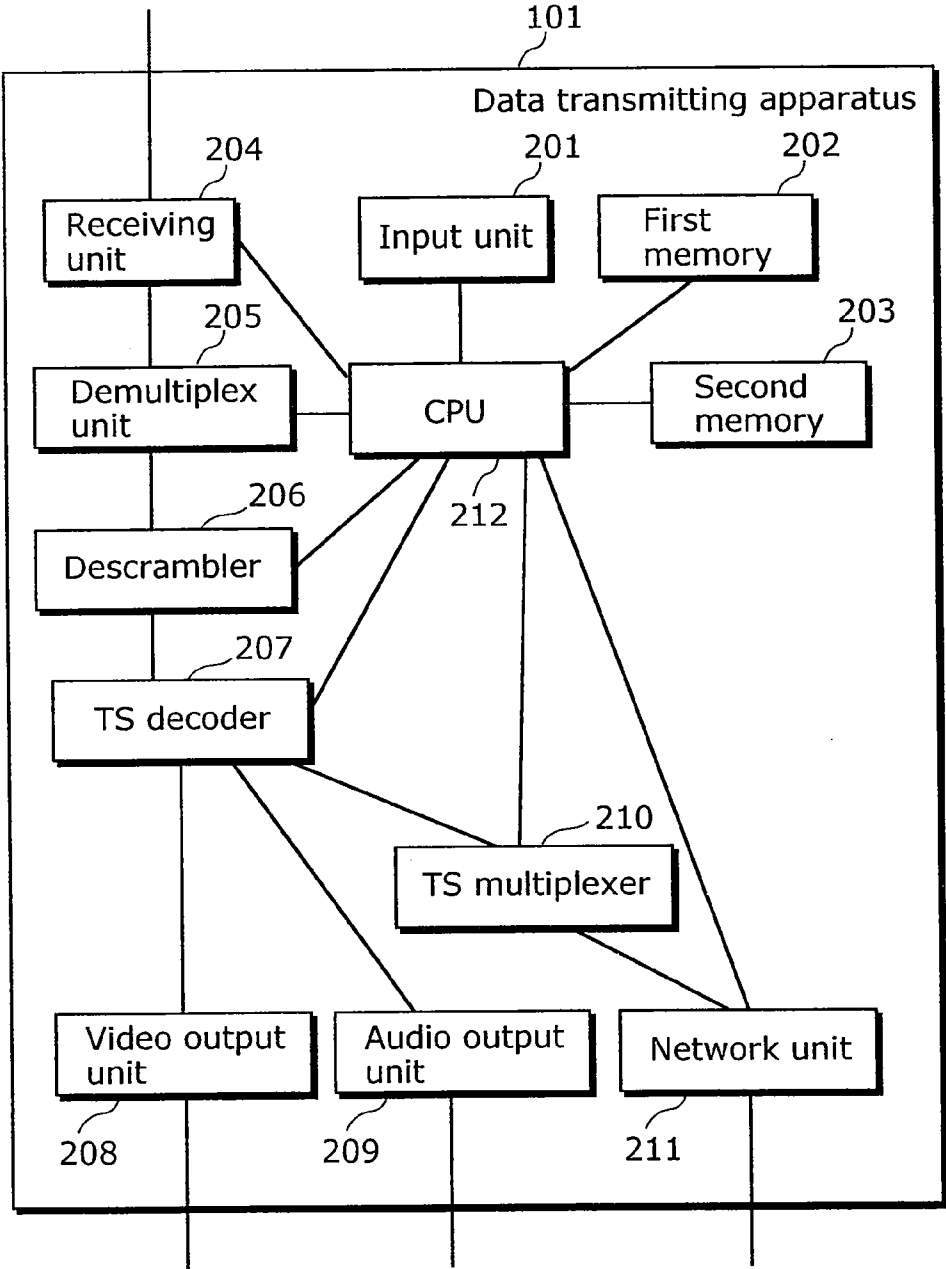 101
Data transmitting apparatus
204
201
202
Receiving
unit
Input unit
First
memory
205
203
Demultiplex
unit
CPU
Second
memory
206
212
Descrambler
207
TS decoder
210
TS multiplexer
Video output
unit
Audio output
unit
Network unit
208
209
211